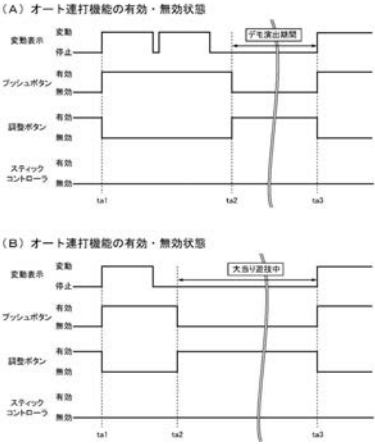 (A) オート連打機能の有効・無効状態
変動表示
変動
停止
デモ演出期間
プッシュボタン
有効
無効
調整ボタン
有効
無効
スティック
コントローラ
有効
無効
ta1
ta2
ta3
(B) オート連打機能の有効・無効状態
変動表示
変動
停止
大当り遊技中
プッシュボタン
有効
無効
調整ボタン
有効
無効
スティック
コントローラ
有効
無効
ta1
ta2
ta3